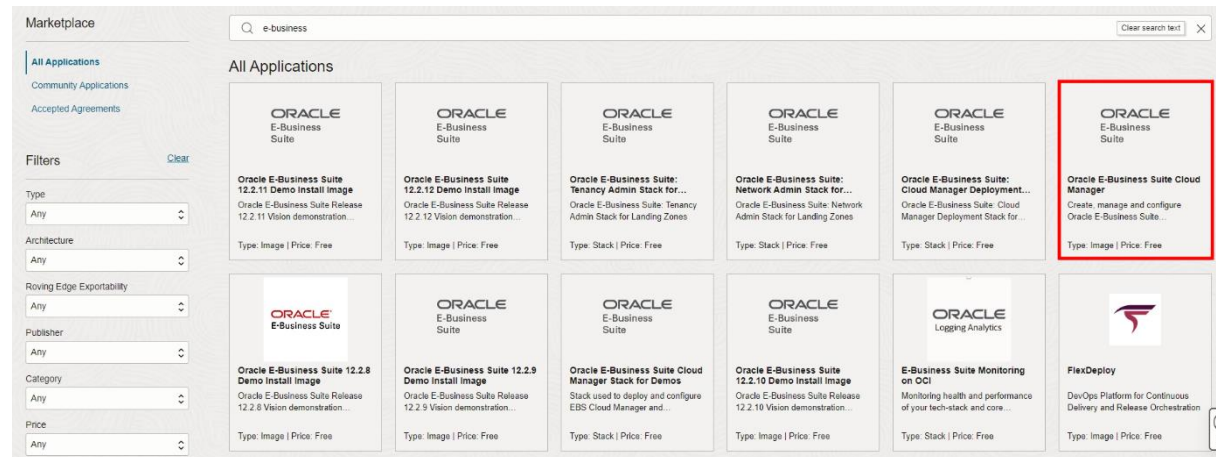 Marketplace
All Applications
Community Applications
Accepted Agreements
Filters
Clear
Type
Any
Architecture
Any
Roving Edge Exportability
Any
Publisher
Any
Category
Any
Price
Any
e-business
Clear search text
All Applications
ORACLE
E-Business
Suite
Oracle E-Business Suite
12.2.11 Demo Install Image
Oracle E-Business Suite Release
12.2.11 Vision demonstration...
Type: Image | Price: Free
ORACLE
E-Business
Suite
Oracle E-Business Suite
12.2.12 Demo Install Image
Oracle E-Business Suite Release
12.2.12 Vision demonstration...
Type: Image | Price: Free
ORACLE
E-Business
Suite
Oracle E-Business Suite:
Tenancy Admin Stack for...
Oracle E-Business Suite: Tenancy
Admin Stack for Landing Zones
Type: Stack | Price: Free
ORACLE
E-Business
Suite
Oracle E-Business Suite:
Network Admin Stack for...
Oracle E-Business Suite: Network
Admin Stack for Landing Zones
Type: Stack | Price: Free
ORACLE
E-Business
Suite
Oracle E-Business Suite:
Cloud Manager Deployment...
Oracle E-Business Suite: Cloud
Manager Deployment Stack for...
Type: Stack | Price: Free
ORACLE
E-Business
Suite
Oracle E-Business Suite Cloud
Manager
Create, manage and configure
Oracle E-Business Suite...
Type: Image | Price: Free
ORACLE
E-Business Suite
Oracle E-Business Suite 12.2.8
Demo Install Image
Oracle E-Business Suite Release
12.2.8 Vision demonstration...
Type: Image | Price: Free
ORACLE
E-Business
Suite
Oracle E-Business Suite 12.2.9
Demo Install Image
Oracle E-Business Suite Release
12.2.9 Vision demonstration...
Type: Image | Price: Free
ORACLE
E-Business
Suite
Oracle E-Business Suite Cloud
Manager Stack for Demos
Stack used to deploy and configure
EBS Cloud Manager and...
Type: Stack | Price: Free
ORACLE
E-Business
Suite
Oracle E-Business Suite
12.2.10 Demo Install Image
Oracle E-Business Suite Release
12.2.10 Vision demonstration...
Type: Image | Price: Free
ORACLE
Logging Analytics
E-Business Suite Monitoring
on OCI
Monitoring health and performance
of your tech-stack and core...
Type: Stack | Price: Free
FlexDeploy
DevOps Platform for Continuous
Delivery and Release Orchestration
Type: Image | Price: Free